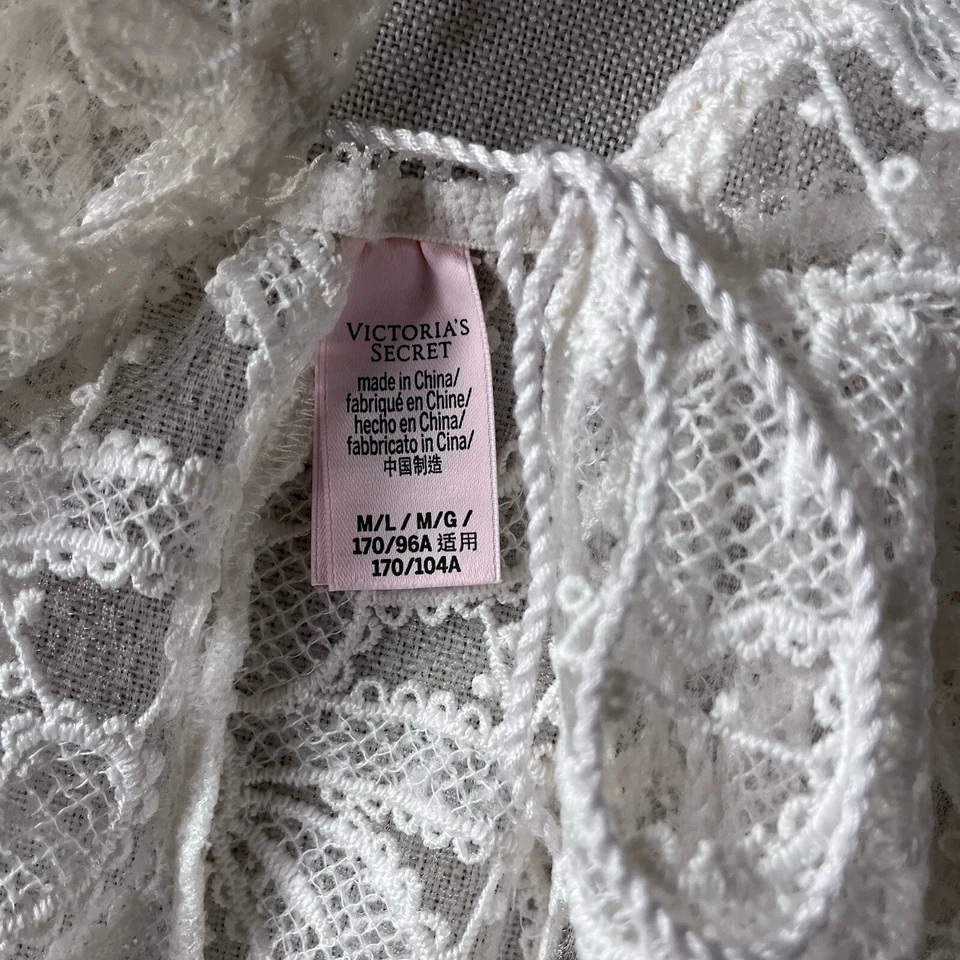 VICTORIA'S
SECRET
made in China/
fabriqué en Chine/
hecho en China/
fabbricato in Cina/
中国制造
M/L / M/G /
170/96A 适用
170/104A